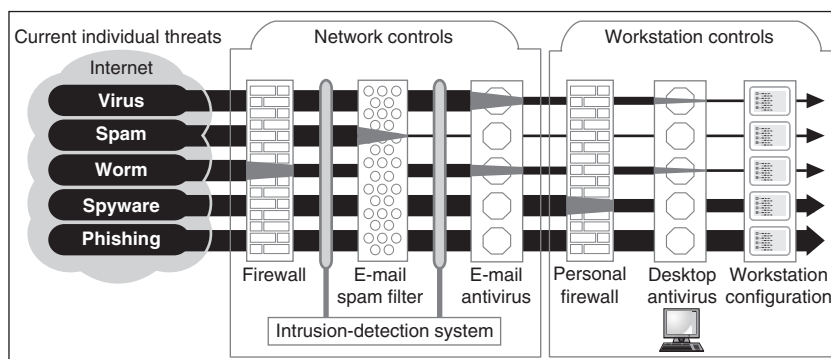 Current individual threats
Network controls
Workstation controls
Internet
Virus
Spam
Worm
Spyware
Phishing
Firewall
E-mail
spam filter
E-mail
antivirus
Personal
firewall
Desktop
antivirus
Workstation
configuration
Intrusion-detection system